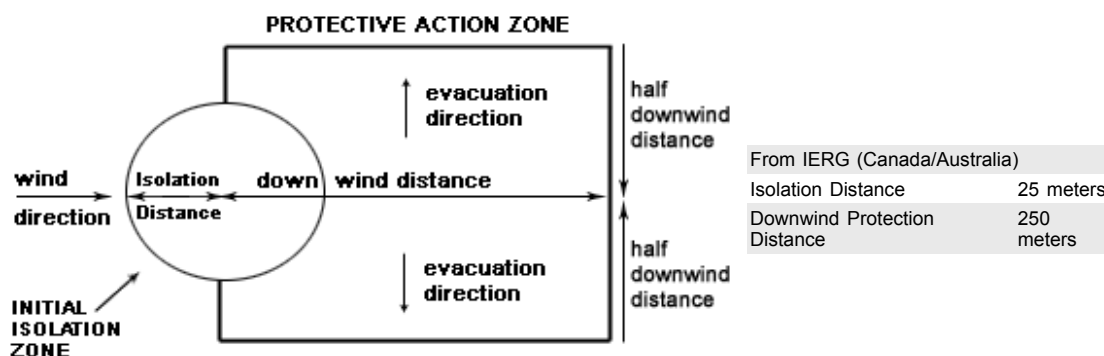 PROTECTIVE ACTION ZONE
evacuation
direction
half
downwind
distance
wind
direction
Isolation
Distance
down wind distance
evacuation
direction
half
downwind
distance
INITIAL
ISOLATION
ZONE
From IERG (Canada/Australia)
Isolation Distance 25 meters
Downwind Protection
Distance
250
meters